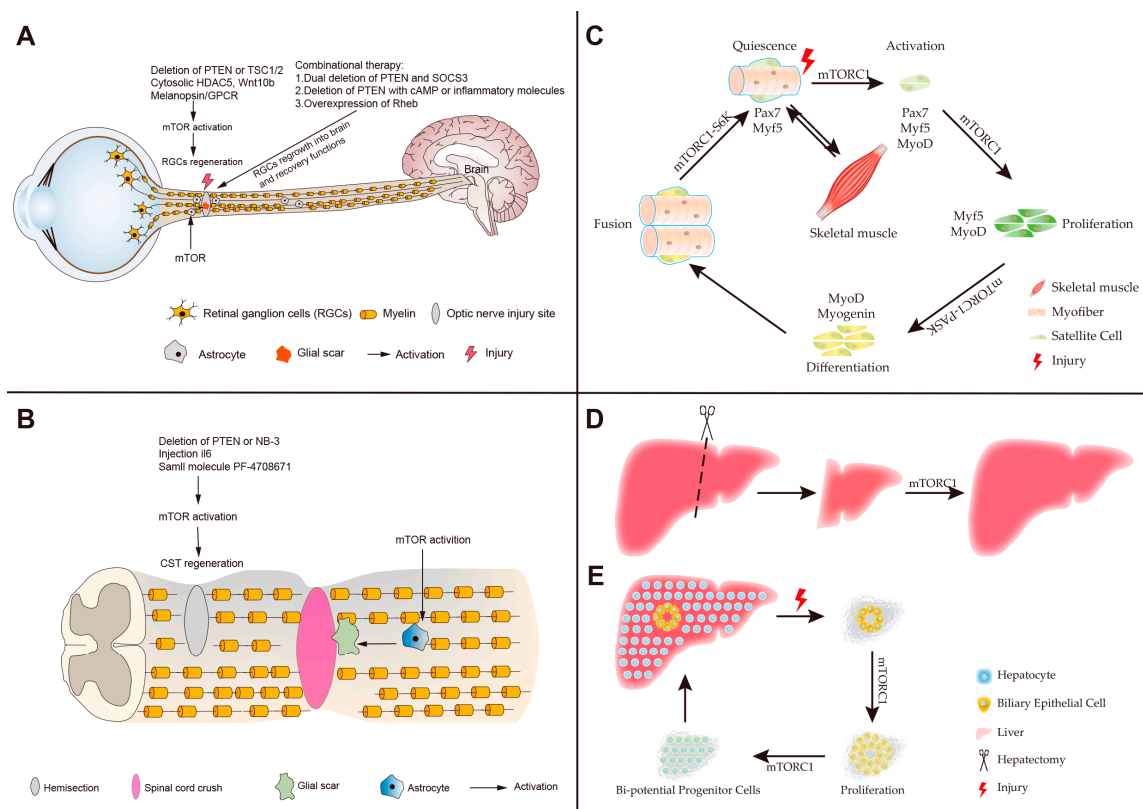 A
Deletion of PTEN or TSC1/2
Cytosolic HDAC5, Wnt10b
Melanopsin/GPCR
mTOR activation
RGCs regeneration
Combinational therapy:
1.Dual deletion of PTEN and SOCS3
2.Deletion of PTEN with cAMP or inflammatory molecules
3.Overexpression of Rheb
RGCs regrowth into brain
and recovery functions
Brain
mTOR
Retinal ganglion cells (RGCs)
Myelin
Optic nerve injury site
Astrocyte
Glial scar
Activation
Injury
B
Deletion of PTEN or NB-3
Injection il6
Samll molecule PF-4708671
mTOR activation
CST regeneration
mTOR activition
Hemisection
Spinal cord crush
Glial scar
Astrocyte
Activation
C
Quiescence
mTORC1
Activation
Pax7
Myf5
Pax7
Myf5
MyoD
mTORC1
mTORC1-S6K
Skeletal muscle
Fusion
Myf5
MyoD
Proliferation
mTORC1-PASK
MyoD
Myogenin
Differentiation
Skeletal muscle
Myofiber
Satellite Cell
Injury
D
mTORC1
E
mTORC1
mTORC1
Bi-potential Progenitor Cells
Proliferation
Hepatocyte
Biliary Epithelial Cell
Liver
Hepatectomy
Injury